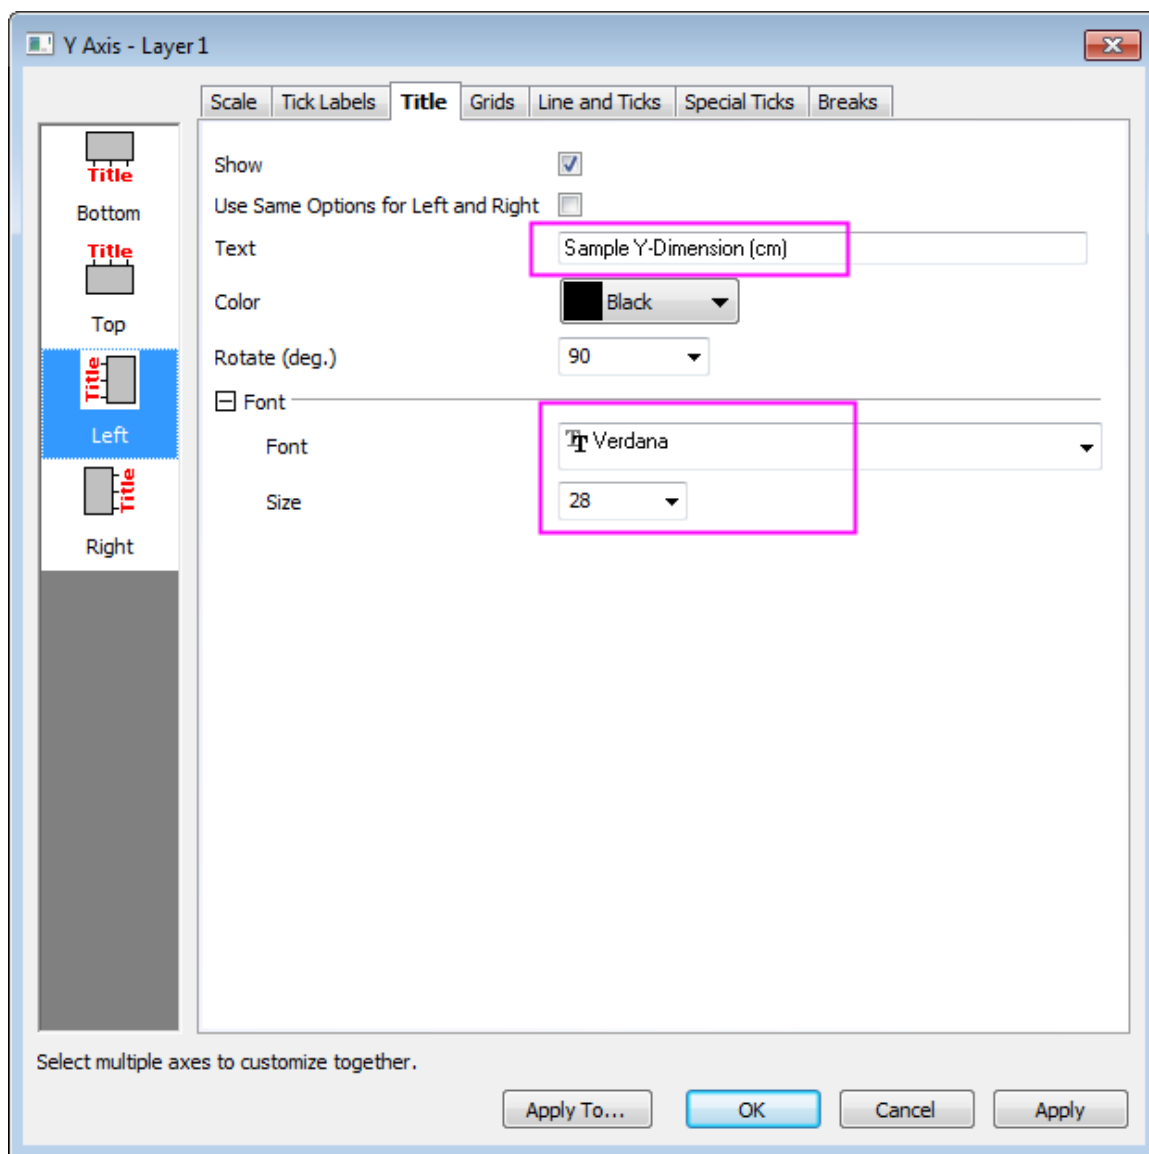 Y Axis - Layer 1
Scale Tick Labels Title Grids Line and Ticks Special Ticks Breaks
Title
Bottom
Title
Top
Title
Left
Title
Right
Show
Use Same Options for Left and Right
Text Sample Y-Dimension (cm)
Color Black
Rotate (deg.) 90
Font
Font Verdana
Size 28
Select multiple axes to customize together.
Apply To... OK Cancel Apply